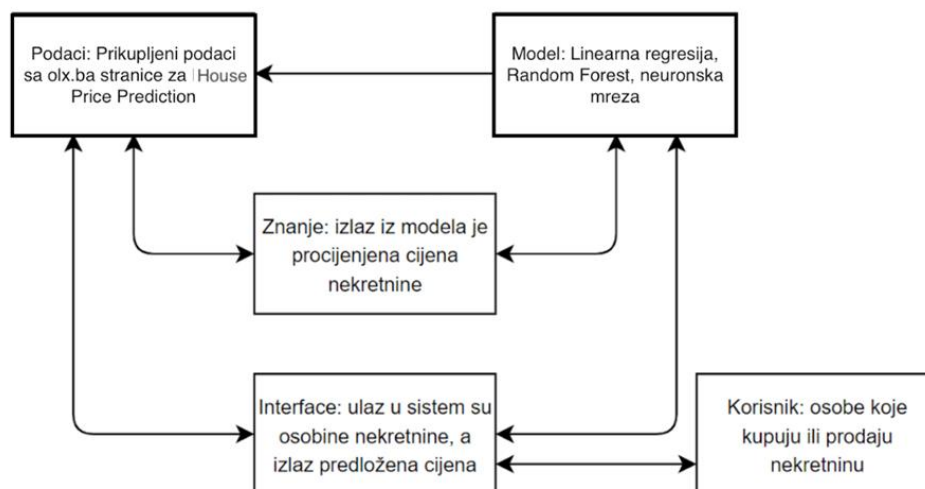 Podaci: Prikupljeni podaci
sa olx.ba stranice za House
Price Prediction
Model: Linearna regresija,
Random Forest, neuronska
mreza
Znanje: izlaz iz modela je
procijenjena cijena
nekretnine
Interface: ulaz u sistem su
osobine nekretnine, a
izlaz predložena cijena
Korisnik: osobe koje
kupuju ili prodaju
nekretninu